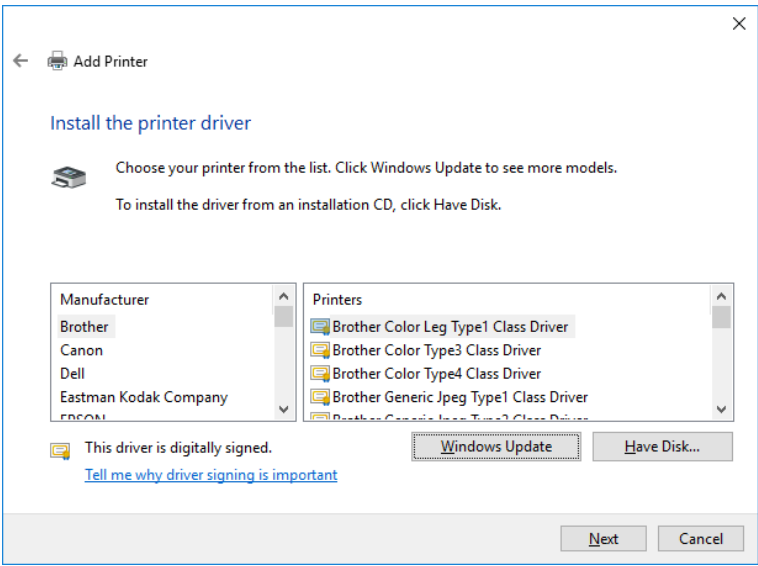 Add Printer
Install the printer driver
Choose your printer from the list. Click Windows Update to see more models.
To install the driver from an installation CD, click Have Disk.
Manufacturer
Brother
Canon
Dell
Eastman Kodak Company
Printers
Brother Color Leg Type1 Class Driver
Brother Color Type3 Class Driver
Brother Color Type4 Class Driver
Brother Generic Jpeg Type1 Class Driver
This driver is digitally signed.
Tell me why driver signing is important
Windows Update
Have Disk...
Next
Cancel